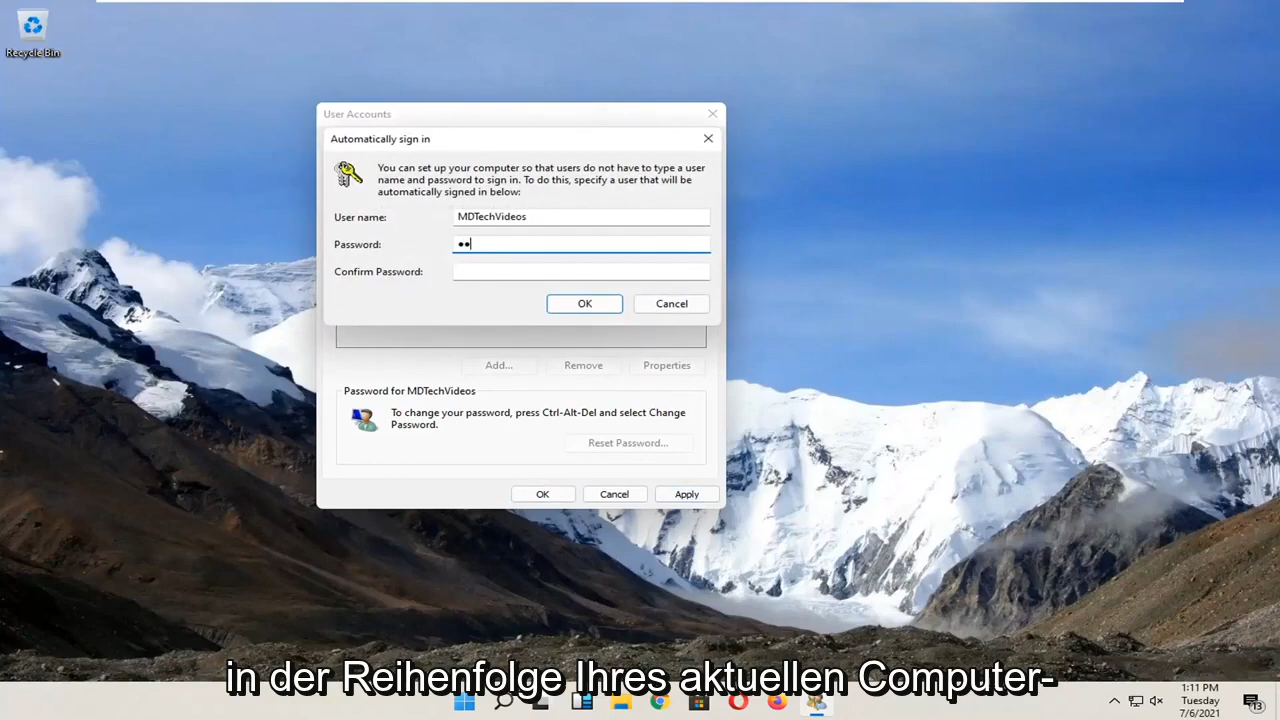 Recycle Bin
User Accounts
Automatically sign in
You can set up your computer so that users do not have to type a user
name and password to sign in. To do this, specify a user that will be
automatically signed in below:
User name:
MDTechVideos
Password:
●●
Confirm Password:
OK
Cancel
Add...
Remove
Properties
Password for MDTechVideos
To change your password, press Ctrl-Alt-Del and select Change
Password.
Reset Password...
OK
Cancel
Apply
in der Reihenfolge Ihres aktuellen Computer-
1:11 PM
Tuesday
7/6/2021
13